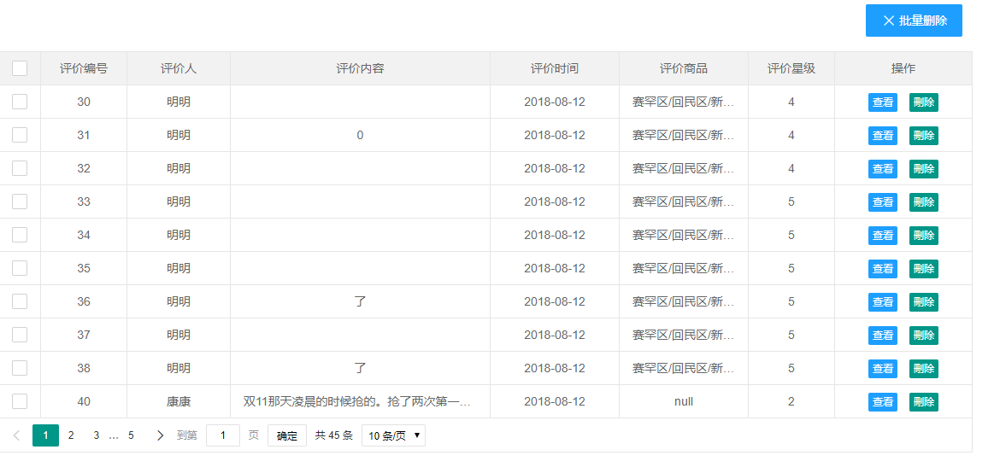 批量删除
评价编号 评价人 评价内容 评价时间 评价商品 评价星级 操作
30 明明 2018-08-12 赛罕区/回民区/新... 4 查看 删除
31 明明 0 2018-08-12 赛罕区/回民区/新... 4 查看 删除
32 明明 2018-08-12 赛罕区/回民区/新... 4 查看 删除
33 明明 2018-08-12 赛罕区/回民区/新... 5 查看 删除
34 明明 2018-08-12 赛罕区/回民区/新... 5 查看 删除
35 明明 2018-08-12 赛罕区/回民区/新... 5 查看 删除
36 明明 了 2018-08-12 赛罕区/回民区/新... 5 查看 删除
37 明明 2018-08-12 赛罕区/回民区/新... 5 查看 删除
38 明明 了 2018-08-12 赛罕区/回民区/新... 5 查看 删除
40 康康 双11那天凌晨的时候抢的。抢了两次第一... 2018-08-12 null 2 查看 删除
1 2 3 ... 5 到第 1 页 确定 共 45 条 10 条/页